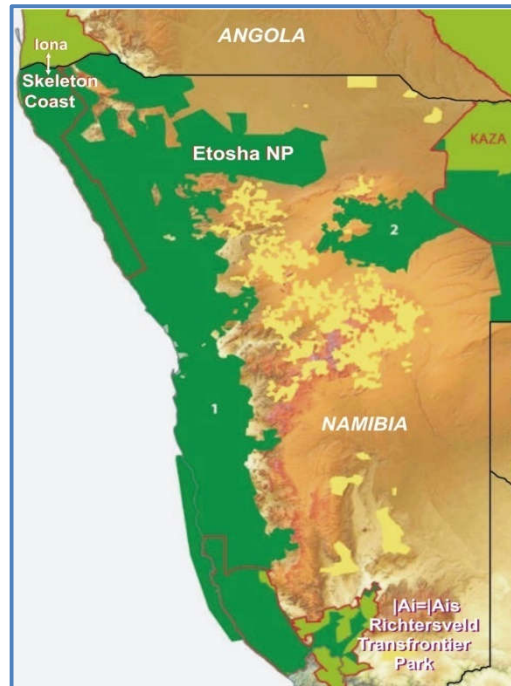 ANGOLA
Iona
Skeleton
Coast
Etosha NP
KAZA
2
1
NAMIBIA
|Ai=|Ais
Richtersveld
Transfrontier
Park